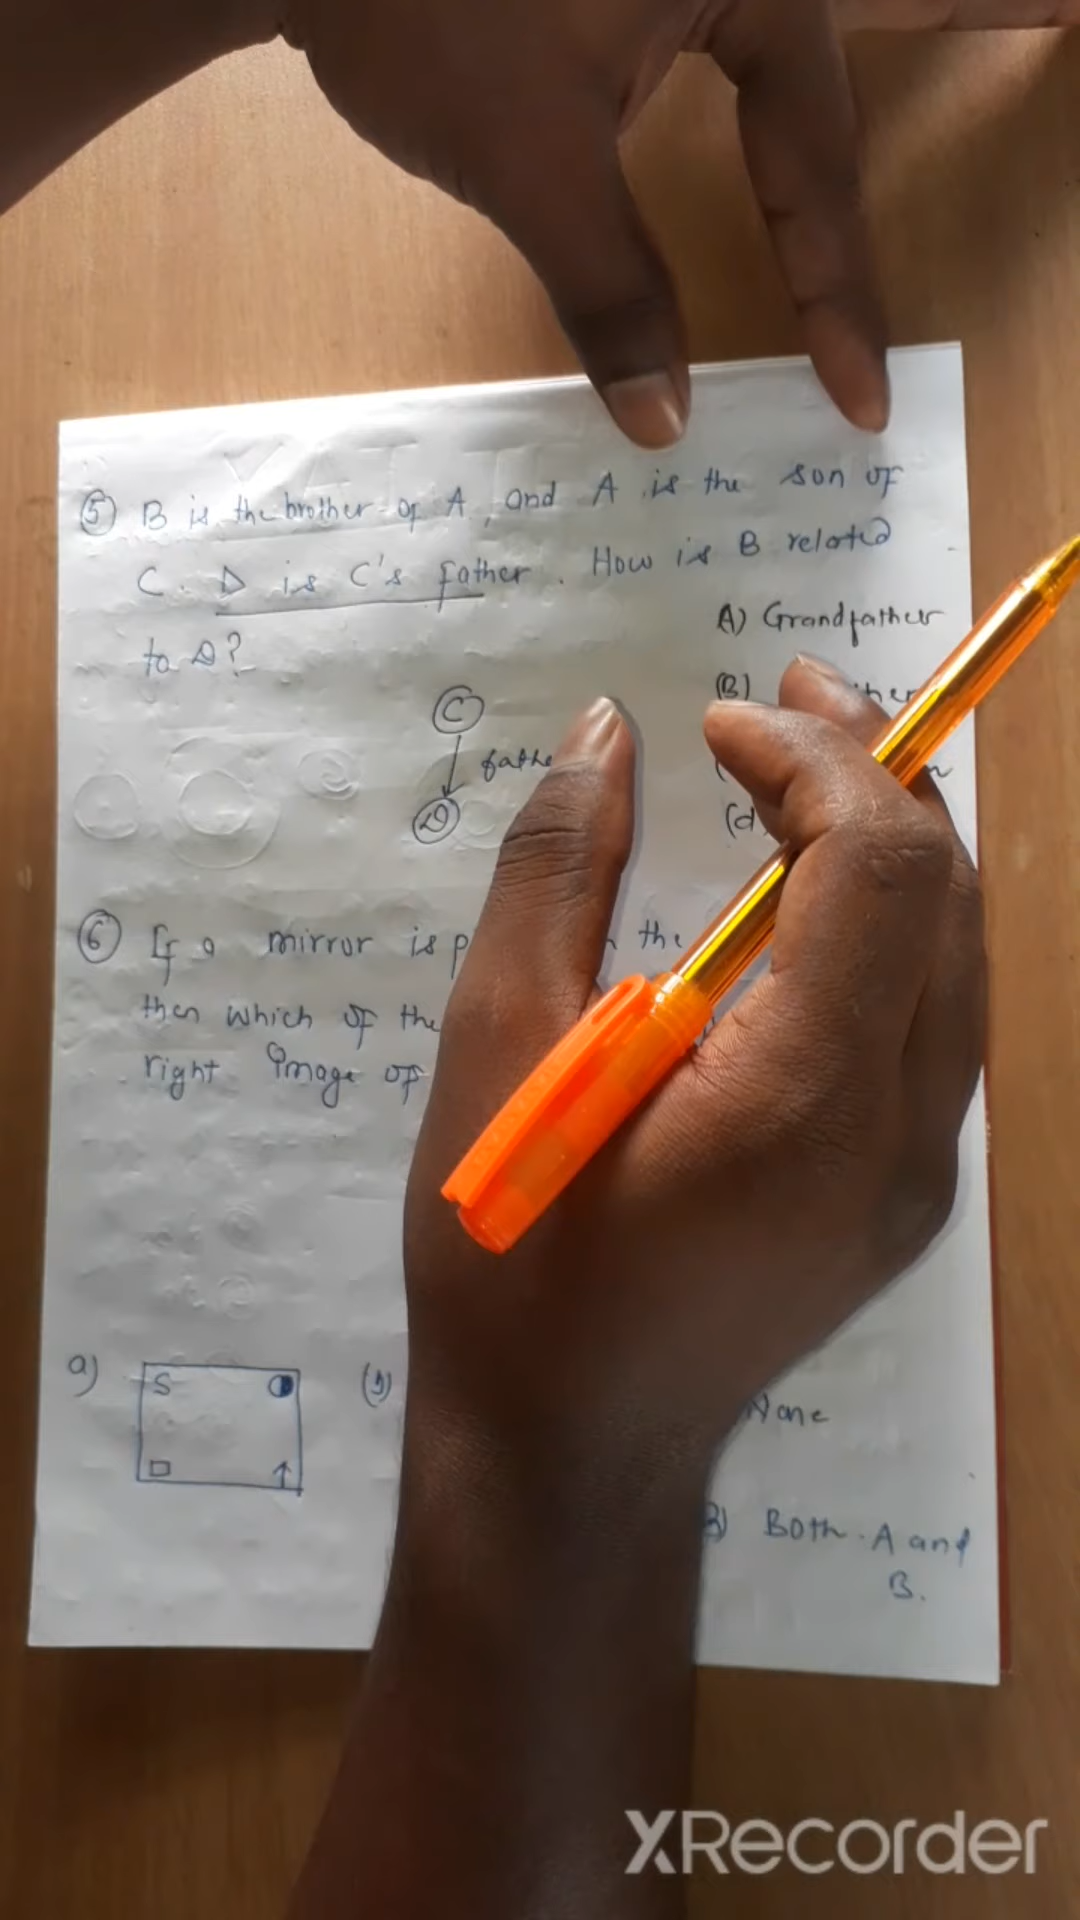 ⑤ B is the brother of A, and A is the son of
C. D is C's father. How is B related
to D?
A) Grandfather
(B)
C
father
D
(d)
⑥ If a mirror is the
then which of the
right image of
a)
S
(b)
None
Both A and
B.
XRecorder